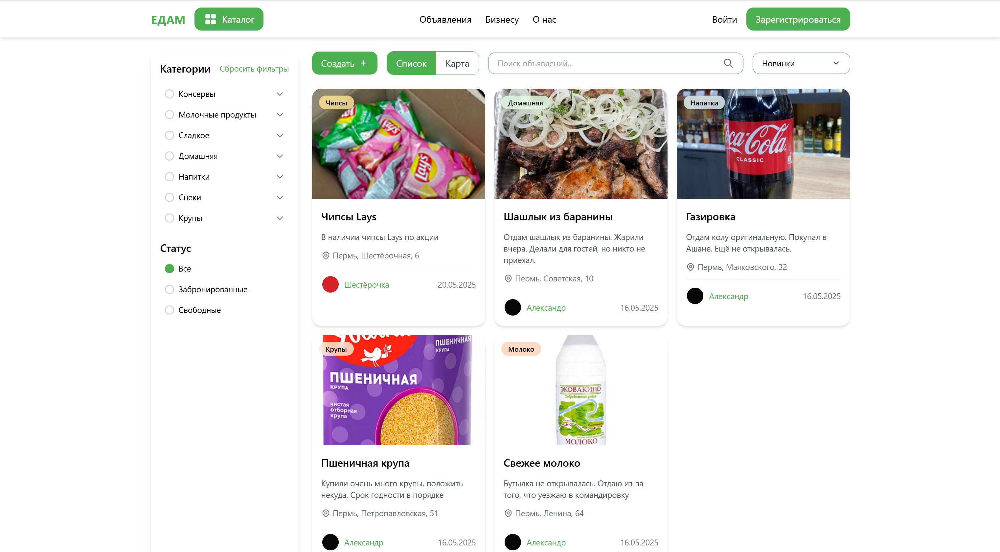 ЕДАМ
Каталог
Объявления
Бизнесу
О нас
Войти
Зарегистрироваться
Категории
Сбросить фильтры
Консервы
Молочные продукты
Сладкое
Домашняя
Напитки
Снеки
Крупы
Статус
Все
Забронированные
Свободные
Создать +
Список
Карта
Поиск объявлений...
Новинки
Чипсы
Lays
Lays
Чипсы Lays
В наличии чипсы Lays по акции
Пермь, Шестёрочная, 6
Шестёрочка
20.05.2025
Домашняя
Шашлык из баранины
Отдам шашлык из баранины. Жарили
вчера. Делали для гостей, но никто не
приехал.
Пермь, Советская, 10
Александр
16.05.2025
Напитки
Coca-Cola
CLASSIC
Газировка
Отдам колу оригинальную. Покупал в
Ашане. Ещё не открывалась.
Пермь, Маяковского, 32
Александр
16.05.2025
Крупы
ПШЕНИЧНАЯ
КРУПА
ПШЕНИЧНАЯ
КРУПА
чистая
отборная
крупа
Пшеничная крупа
Купили очень много крупы, положить
некуда. Срок годности в порядке
Пермь, Петропавловская, 51
Александр
16.05.2025
Молоко
ЭКОВАКИНО
МОЛОКО
Свежее молоко
Бутылка не открывалась. Отдаю из-за
того, что уезжаю в командировку
Пермь, Ленина, 64
Александр
16.05.2025